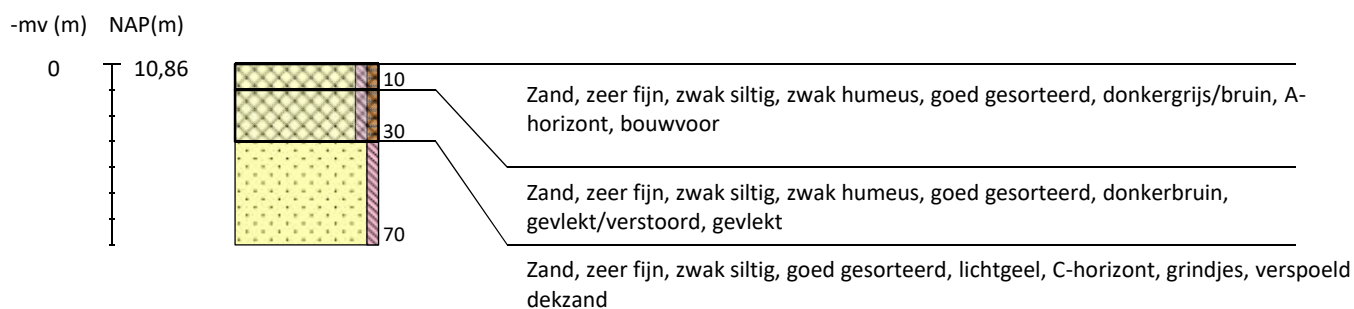 -mv (m) NAP(m)
0 10,86
10
Zand, zeer fijn, zwak siltig, zwak humeus, goed gesorteerd, donkergrijs/bruin, A-
horizont, bouwvoor
30
Zand, zeer fijn, zwak siltig, zwak humeus, goed gesorteerd, donkerbruin,
gevlekt/verstoord, gevlekt
70
Zand, zeer fijn, zwak siltig, goed gesorteerd, lichtgeel, C-horizont, grindjes, verspoeld
dekzand